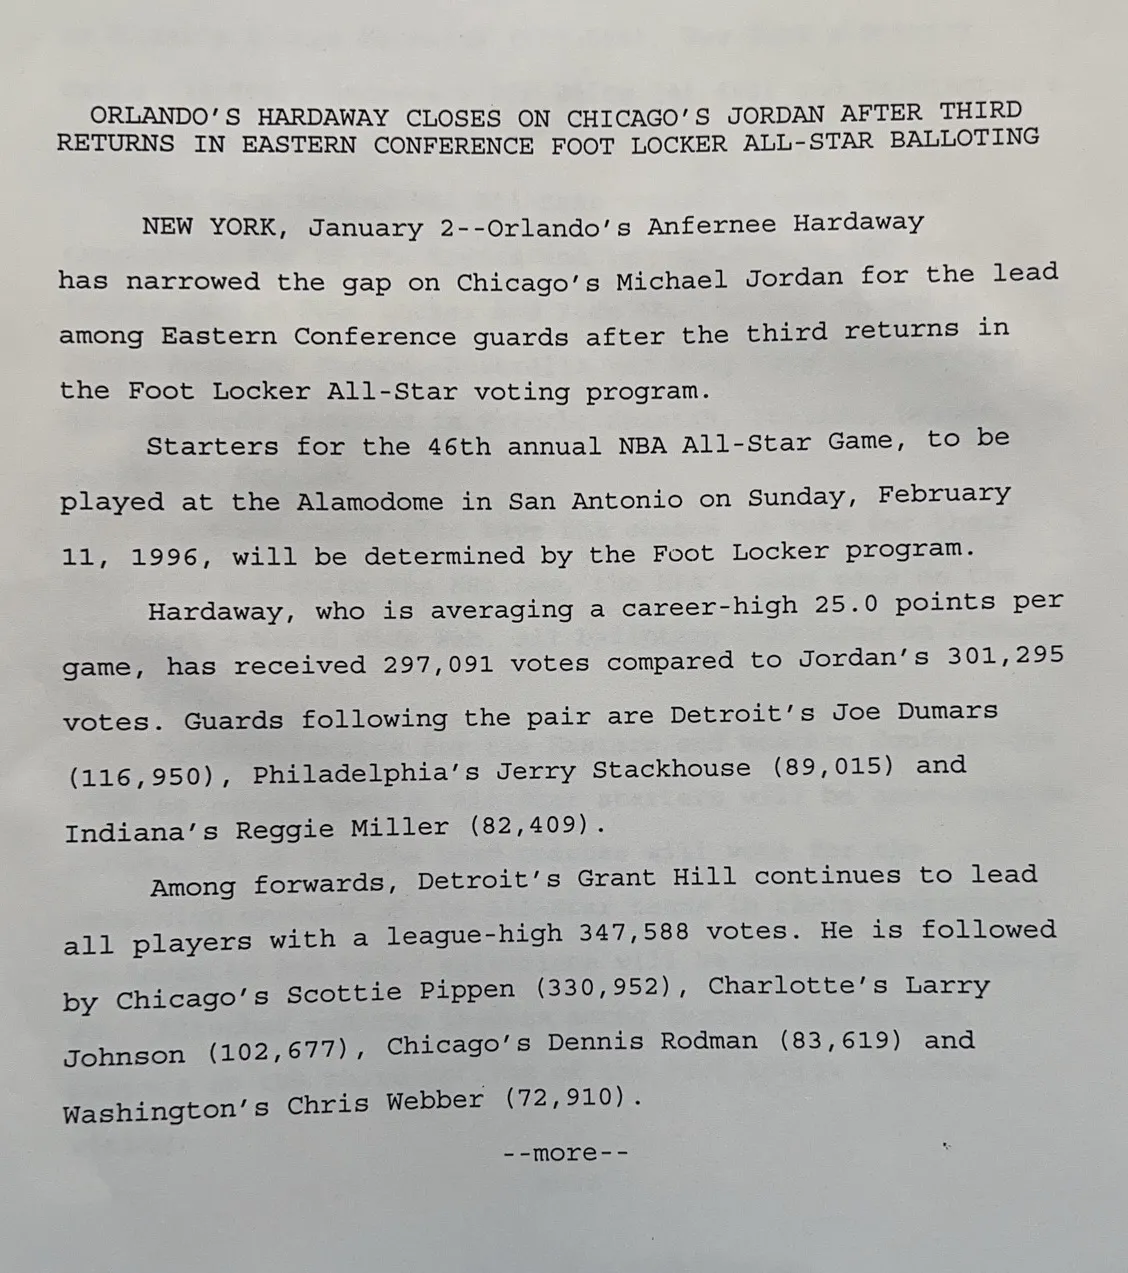 ORLANDO'S HARDAWAY CLOSES ON CHICAGO'S JORDAN AFTER THIRD
RETURNS IN EASTERN CONFERENCE FOOT LOCKER ALL-STAR BALLOTING
NEW YORK, January 2--Orlando's Anfernee Hardaway
has narrowed the gap on Chicago's Michael Jordan for the lead
among Eastern Conference guards after the third returns in
the Foot Locker All-Star voting program.
Starters for the 46th annual NBA All-Star Game, to be
played at the Alamodome in San Antonio on Sunday, February
11, 1996, will be determined by the Foot Locker program.
Hardaway, who is averaging a career-high 25.0 points per
game, has received 297,091 votes compared to Jordan's 301,295
votes. Guards following the pair are Detroit's Joe Dumars
(116,950), Philadelphia's Jerry Stackhouse (89,015) and
Indiana's Reggie Miller (82,409).
Among forwards, Detroit's Grant Hill continues to lead
all players with a league-high 347,588 votes. He is followed
by Chicago's Scottie Pippen (330,952), Charlotte's Larry
Johnson (102,677), Chicago's Dennis Rodman (83,619) and
Washington's Chris Webber (72,910).
--more--